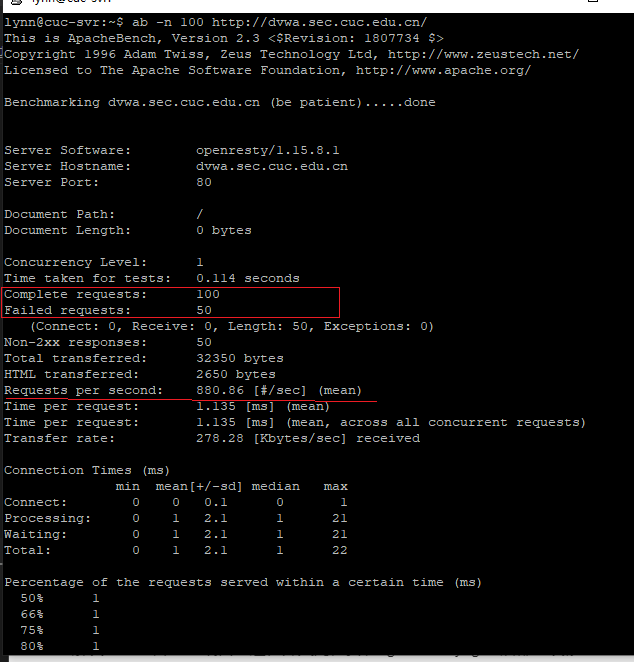 lynn@cuc-svr:~$ ab -n 100 http://dvwa.sec.cuc.edu.cn/
This is ApacheBench, Version 2.3 <$Revision: 1807734 $>
Copyright 1996 Adam Twiss, Zeus Technology Ltd, http://www.zeustech.net/
Licensed to The Apache Software Foundation, http://www.apache.org/
Benchmarking dvwa.sec.cuc.edu.cn (be patient).....done
Server Software: openresty/1.15.8.1
Server Hostname: dvwa.sec.cuc.edu.cn
Server Port: 80
Document Path: /
Document Length: 0 bytes
Concurrency Level: 1
Time taken for tests: 0.114 seconds
Complete requests: 100
Failed requests: 50
(Connect: 0, Receive: 0, Length: 50, Exceptions: 0)
Non-2xx responses: 50
Total transferred: 32350 bytes
HTML transferred: 2650 bytes
Requests per second: 880.86 [#/sec] (mean)
Time per request: 1.135 [ms] (mean)
Time per request: 1.135 [ms] (mean, across all concurrent requests)
Transfer rate: 278.28 [Kbytes/sec] received
Connection Times (ms)
min mean[+/-sd] median max
Connect: 0 0 0.1 0 1
Processing: 0 1 2.1 1 21
Waiting: 0 1 2.1 1 21
Total: 0 1 2.1 1 22
Percentage of the requests served within a certain time (ms)
50% 1
66% 1
75% 1
80% 1